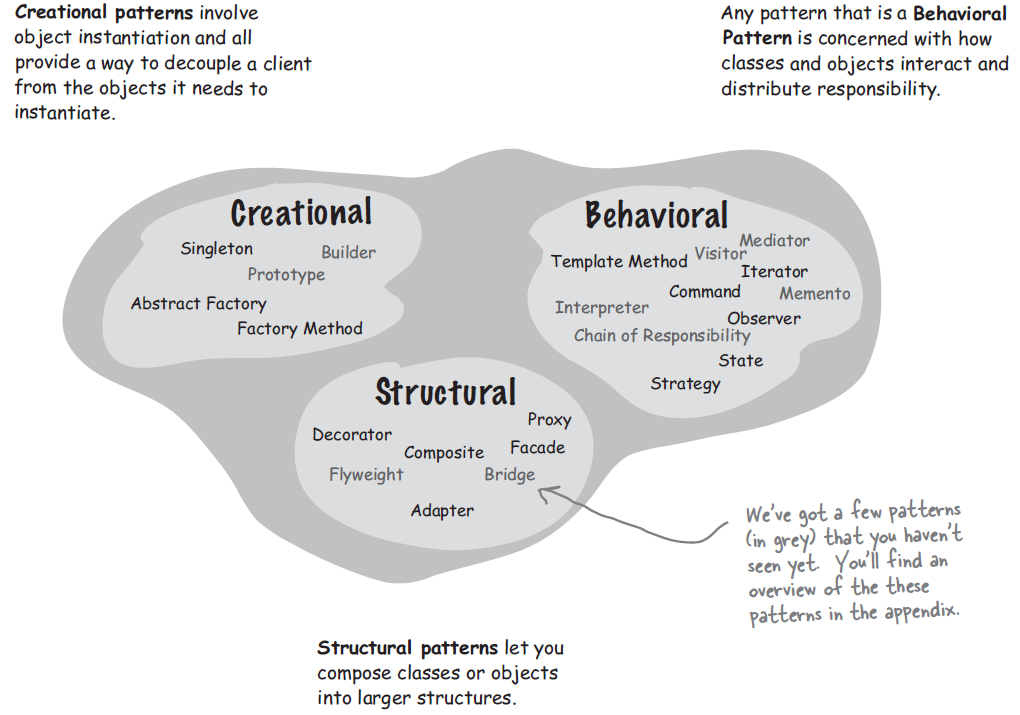 Creational patterns involve
object instantiation and all
provide a way to decouple a client
from the objects it needs to
instantiate.
Any pattern that is a Behavioral
Pattern is concerned with how
classes and objects interact and
distribute responsibility.
Creational
Singleton
Builder
Prototype
Abstract Factory
Factory Method
Behavioral
Mediator
Template Method
Visitor
Iterator
Command
Memento
Interpreter
Observer
Chain of Responsibility
State
Strategy
Structural
Proxy
Decorator
Composite
Facade
Flyweight
Bridge
Adapter
We've got a few patterns
(in grey) that you haven't
seen yet. You'll find an
overview of the these
patterns in the appendix.
Structural patterns let you
compose classes or objects
into larger structures.